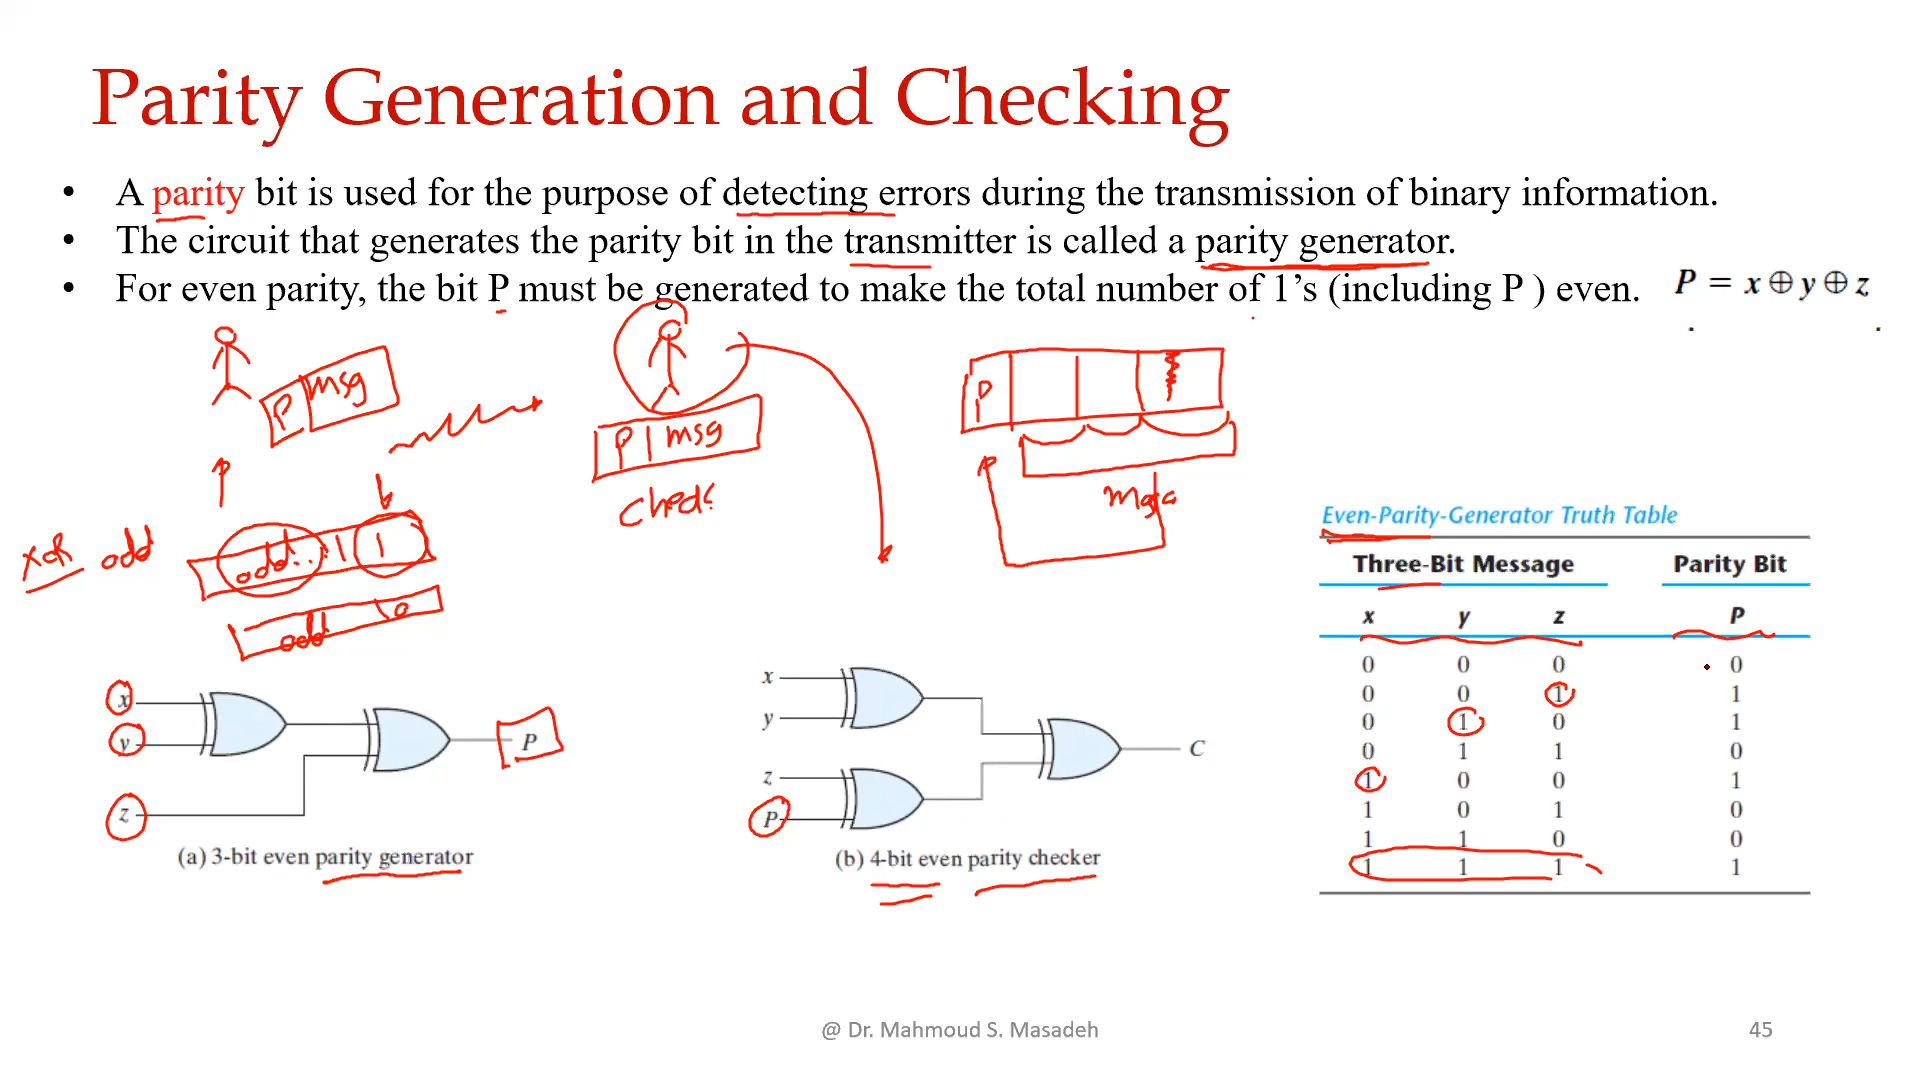 Parity Generation and Checking
• A parity bit is used for the purpose of detecting errors during the transmission of binary information.
• The circuit that generates the parity bit in the transmitter is called a parity generator.
• For even parity, the bit P must be generated to make the total number of 1's (including P ) even.
P = x ⊕ y ⊕ z
P msg
P | msg
P
check
xor odd
odd 1 1
odd 0
x
y
z
P
(a) 3-bit even parity generator
x
y
z
P
C
(b) 4-bit even parity checker
Even-Parity-Generator Truth Table
Three-Bit Message Parity Bit
x y z P
0 0 0 0
0 0 1 1
0 1 0 1
0 1 1 0
1 0 0 1
1 0 1 0
1 1 0 0
1 1 1 1
@ Dr. Mahmoud S. Masadeh
45